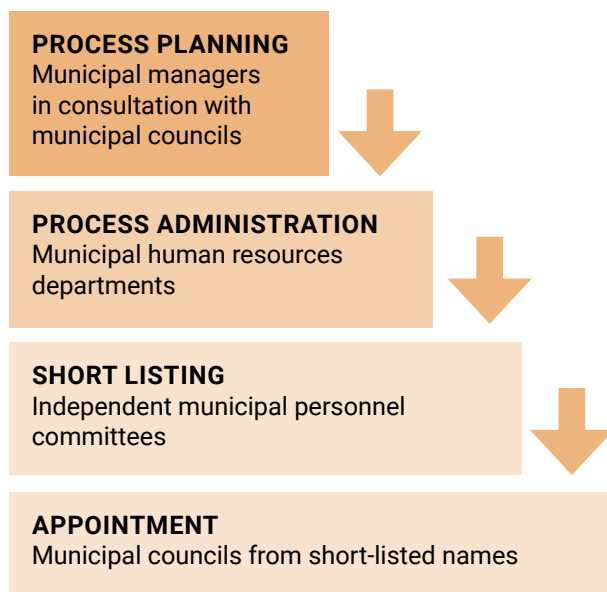 PROCESS PLANNING
Municipal managers
in consultation with
municipal councils
PROCESS ADMINISTRATION
Municipal human resources
departments
SHORT LISTING
Independent municipal personnel
committees
APPOINTMENT
Municipal councils from short-listed names